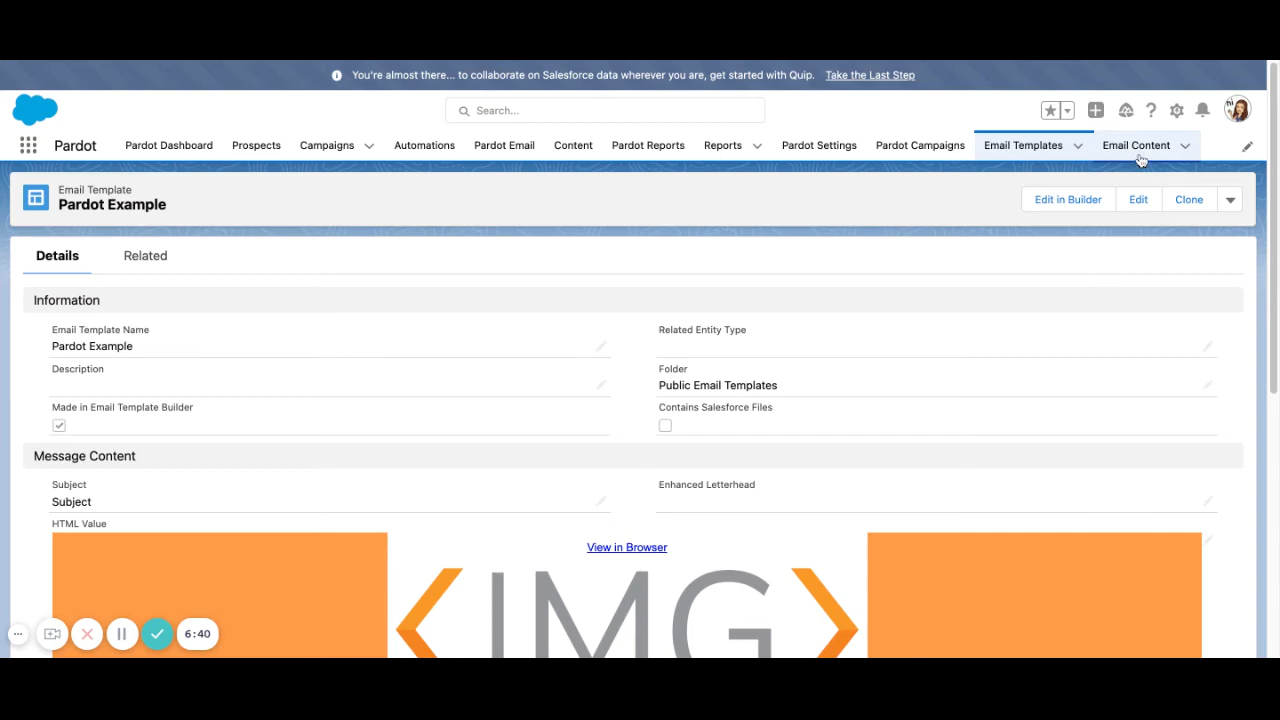 You're almost there... to collaborate on Salesforce data wherever you are, get started with Quip. Take the Last Step
Search...
Pardot Pardot Dashboard Prospects Campaigns Automations Pardot Email Content Pardot Reports Reports Pardot Settings Pardot Campaigns Email Templates Email Content
Email Template
Pardot Example
Edit in Builder Edit Clone
Details Related
Information
Email Template Name Related Entity Type
Pardot Example
Description Folder
Public Email Templates
Made in Email Template Builder Contains Salesforce Files
Message Content
Subject Enhanced Letterhead
Subject
HTML Value
View in Browser
<IMG>
6:40